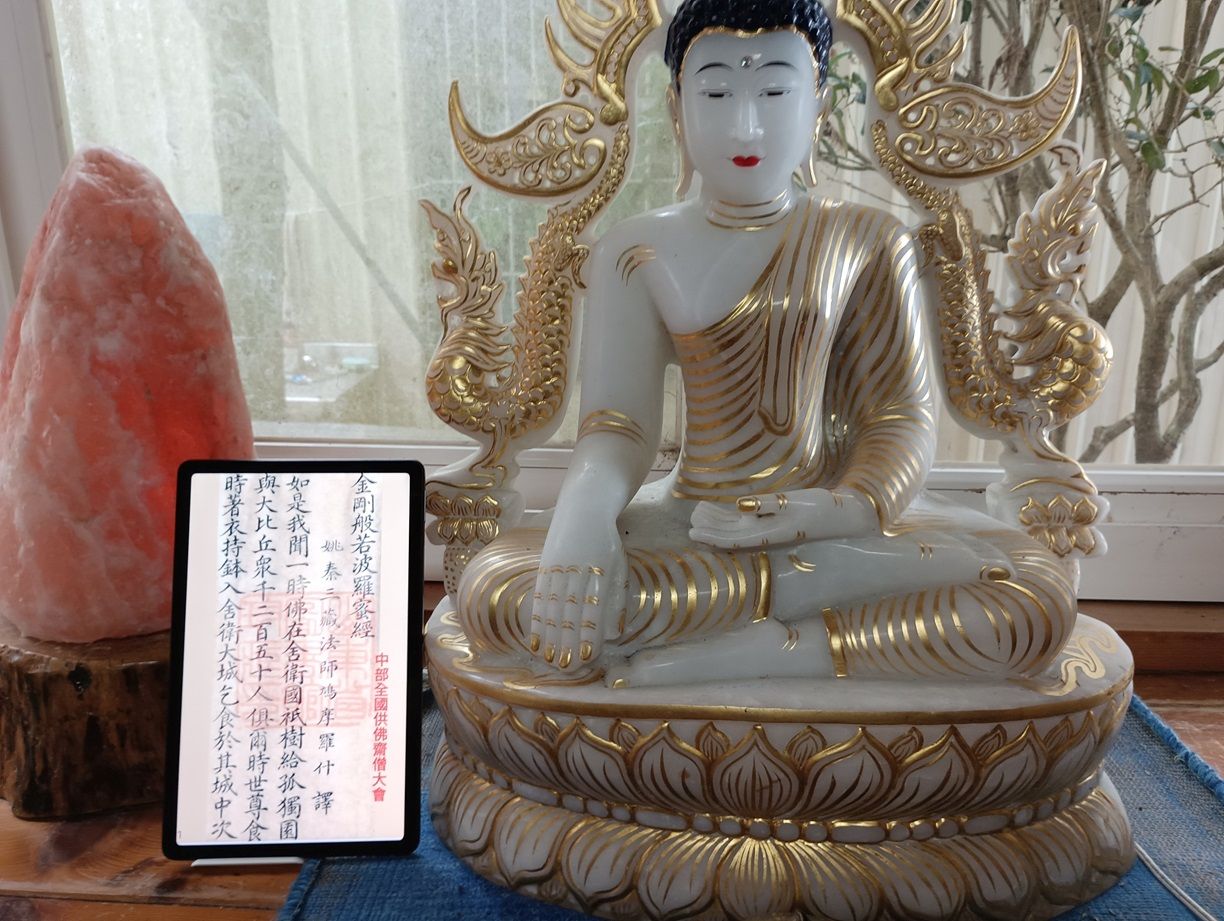 中部全國供佛齋僧大會
金剛般若波羅蜜經
姚秦三藏法師鳩摩羅什 譯
如是我聞一時佛在舍衛國祇樹給孤獨園
與大比丘眾千二百五十人俱爾時世尊食
時著衣持鉢入舍衛大城乞食於其城中次